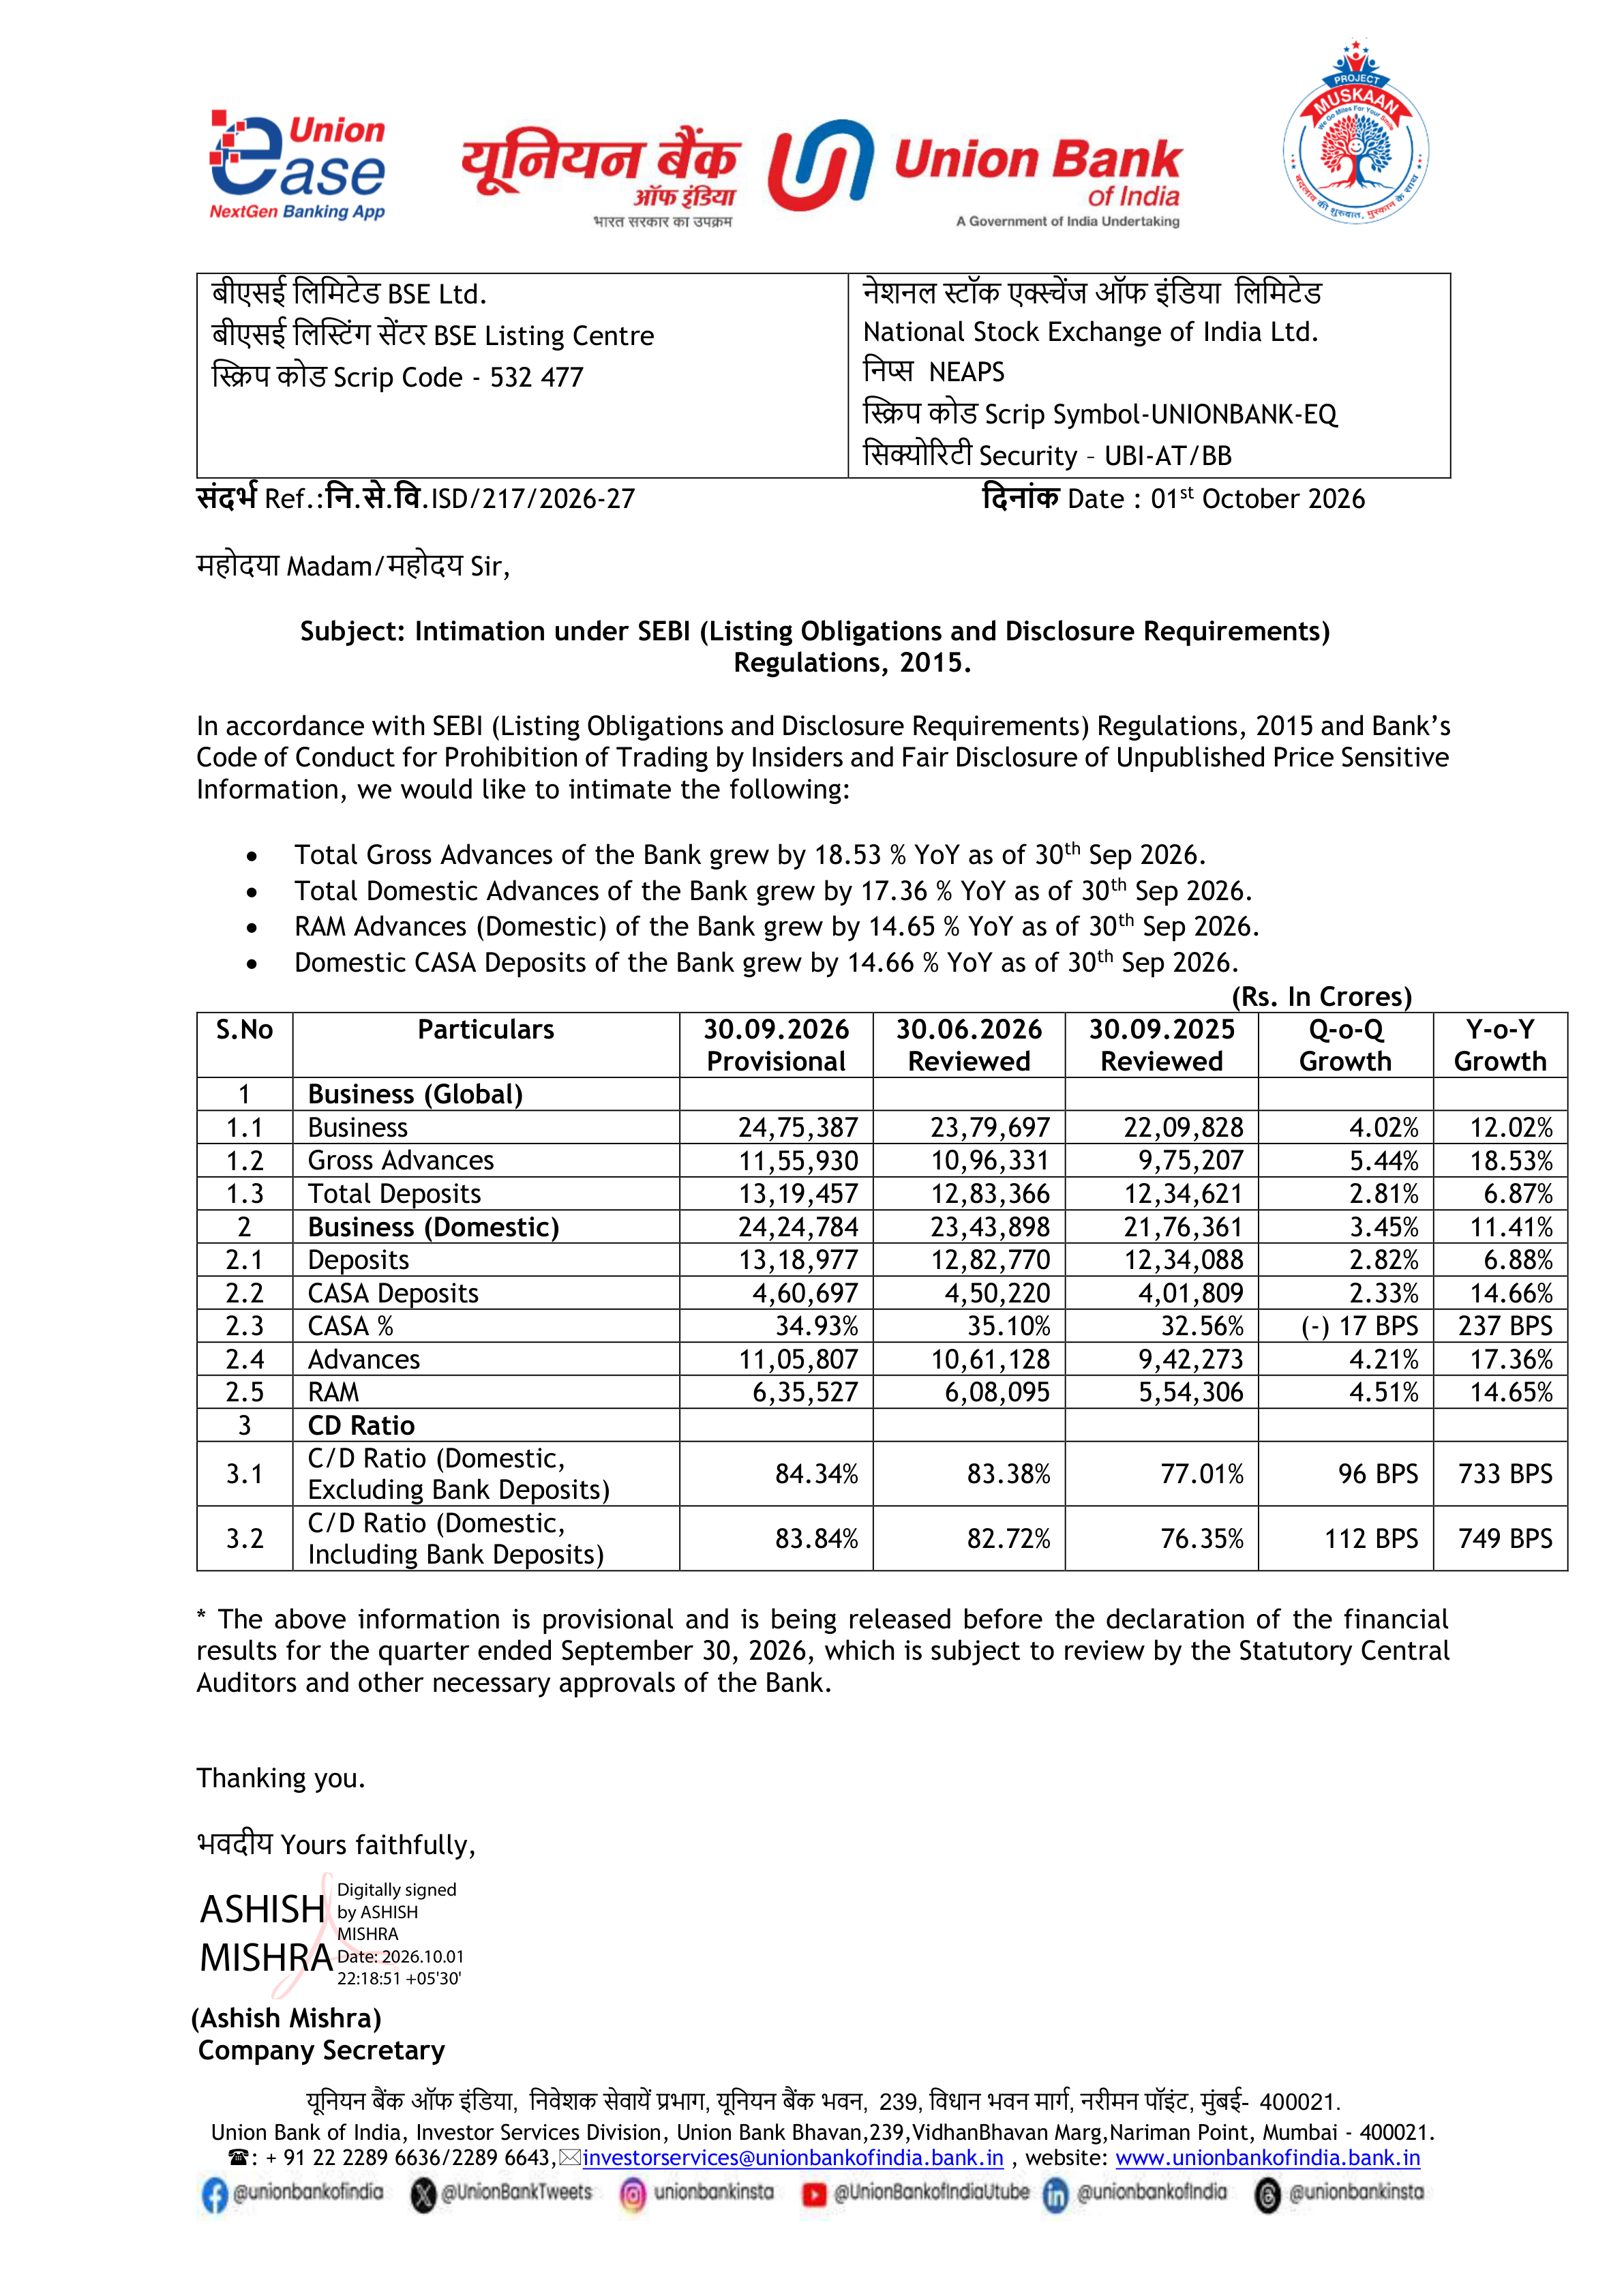 Union
ease
NextGen Banking App
यूनियन बैंक
ऑफ इंडिया
भारत सरकार का उपक्रम
Union Bank
of India
A Government of India Undertaking
PROJECT
MUSKAAN
We Go Miles For Your Smile
बदलाव की शुरुवात, मुस्कान के साथ
बीएसई लिमिटेड BSE Ltd.
बीएसई लिस्टिंग सेंटर BSE Listing Centre
स्क्रिप कोड Scrip Code - 532 477
नेशनल स्टॉक एक्स्चेंज ऑफ इंडिया लिमिटेड
National Stock Exchange of India Ltd.
निप्स NEAPS
स्क्रिप कोड Scrip Symbol-UNIONBANK-EQ
सिक्योरिटी Security – UBI-AT/BB
संदर्भ Ref.:नि.से.वि.ISD/217/2026-27 दिनांक Date : 01st October 2026
महोदया Madam/महोदय Sir,
Subject: Intimation under SEBI (Listing Obligations and Disclosure Requirements)
Regulations, 2015.
In accordance with SEBI (Listing Obligations and Disclosure Requirements) Regulations, 2015 and Bank’s
Code of Conduct for Prohibition of Trading by Insiders and Fair Disclosure of Unpublished Price Sensitive
Information, we would like to intimate the following:
• Total Gross Advances of the Bank grew by 18.53 % YoY as of 30th Sep 2026.
• Total Domestic Advances of the Bank grew by 17.36 % YoY as of 30th Sep 2026.
• RAM Advances (Domestic) of the Bank grew by 14.65 % YoY as of 30th Sep 2026.
• Domestic CASA Deposits of the Bank grew by 14.66 % YoY as of 30th Sep 2026.
(Rs. In Crores)
S.No Particulars 30.09.2026 30.06.2026 30.09.2025 Q-o-Q Y-o-Y
Provisional Reviewed Reviewed Growth Growth
1 Business (Global)
1.1 Business 24,75,387 23,79,697 22,09,828 4.02% 12.02%
1.2 Gross Advances 11,55,930 10,96,331 9,75,207 5.44% 18.53%
1.3 Total Deposits 13,19,457 12,83,366 12,34,621 2.81% 6.87%
2 Business (Domestic) 24,24,784 23,43,898 21,76,361 3.45% 11.41%
2.1 Deposits 13,18,977 12,82,770 12,34,088 2.82% 6.88%
2.2 CASA Deposits 4,60,697 4,50,220 4,01,809 2.33% 14.66%
2.3 CASA % 34.93% 35.10% 32.56% (-) 17 BPS 237 BPS
2.4 Advances 11,05,807 10,61,128 9,42,273 4.21% 17.36%
2.5 RAM 6,35,527 6,08,095 5,54,306 4.51% 14.65%
3 CD Ratio
3.1 C/D Ratio (Domestic,
Excluding Bank Deposits) 84.34% 83.38% 77.01% 96 BPS 733 BPS
3.2 C/D Ratio (Domestic,
Including Bank Deposits) 83.84% 82.72% 76.35% 112 BPS 749 BPS
* The above information is provisional and is being released before the declaration of the financial
results for the quarter ended September 30, 2026, which is subject to review by the Statutory Central
Auditors and other necessary approvals of the Bank.
Thanking you.
भवदीय Yours faithfully,
ASHISH
MISHRA
Digitally signed
by ASHISH
MISHRA
Date: 2026.10.01
22:18:51 +05'30'
(Ashish Mishra)
Company Secretary
यूनियन बैंक ऑफ इंडिया, निवेशक सेवायें प्रभाग, यूनियन बैंक भवन, 239, विधान भवन मार्ग, नरीमन पॉइंट, मुंबई- 400021.
Union Bank of India, Investor Services Division, Union Bank Bhavan,239,VidhanBhavan Marg,Nariman Point, Mumbai - 400021.
☎: + 91 22 2289 6636/2289 6643,✉investorservices@unionbankofindia.bank.in , website: www.unionbankofindia.bank.in
@unionbankofindia @UnionBankTweets unionbankinsta @UnionBankofIndiaUtube @unionbankofIndia @unionbankinsta